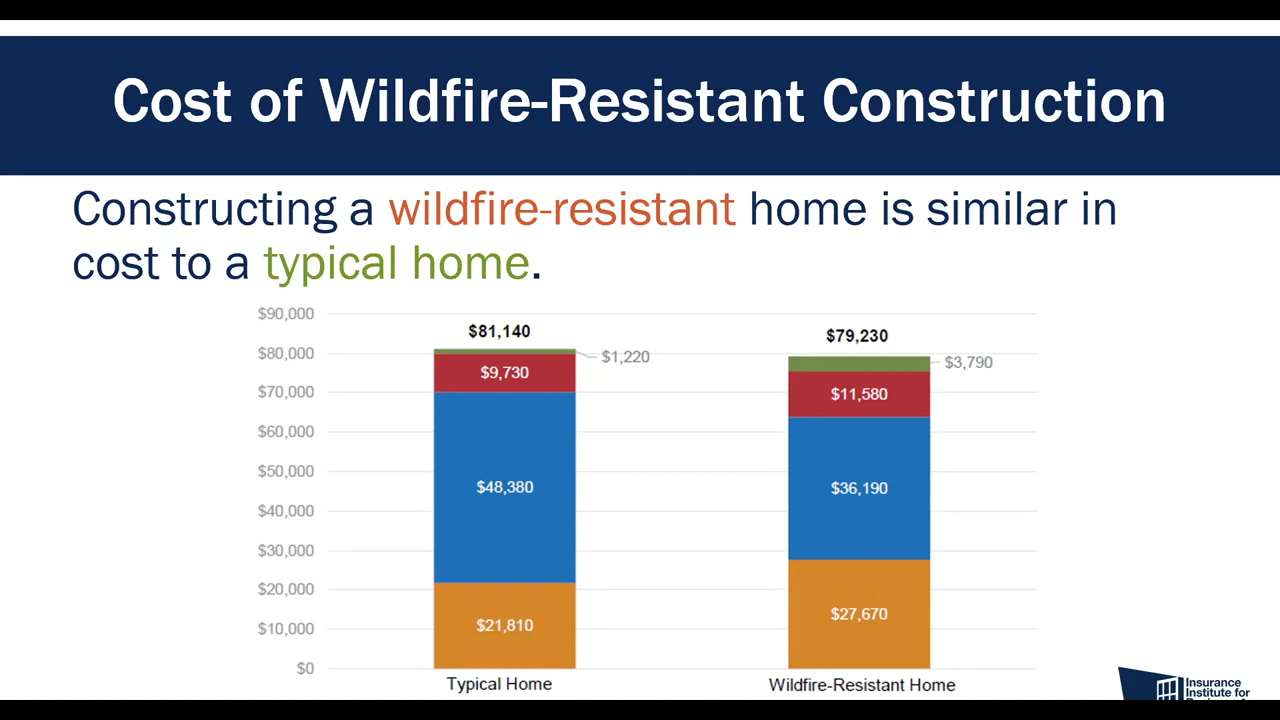 Cost of Wildfire-Resistant Construction
Constructing a wildfire-resistant home is similar in
cost to a typical home.
$90,000
$80,000
$70,000
$60,000
$50,000
$40,000
$30,000
$20,000
$10,000
$0
$81,140
$1,220
$9,730
$48,380
$21,810
Typical Home
$79,230
$3,790
$11,580
$36,190
$27,670
Wildfire-Resistant Home
Insurance
Institute for